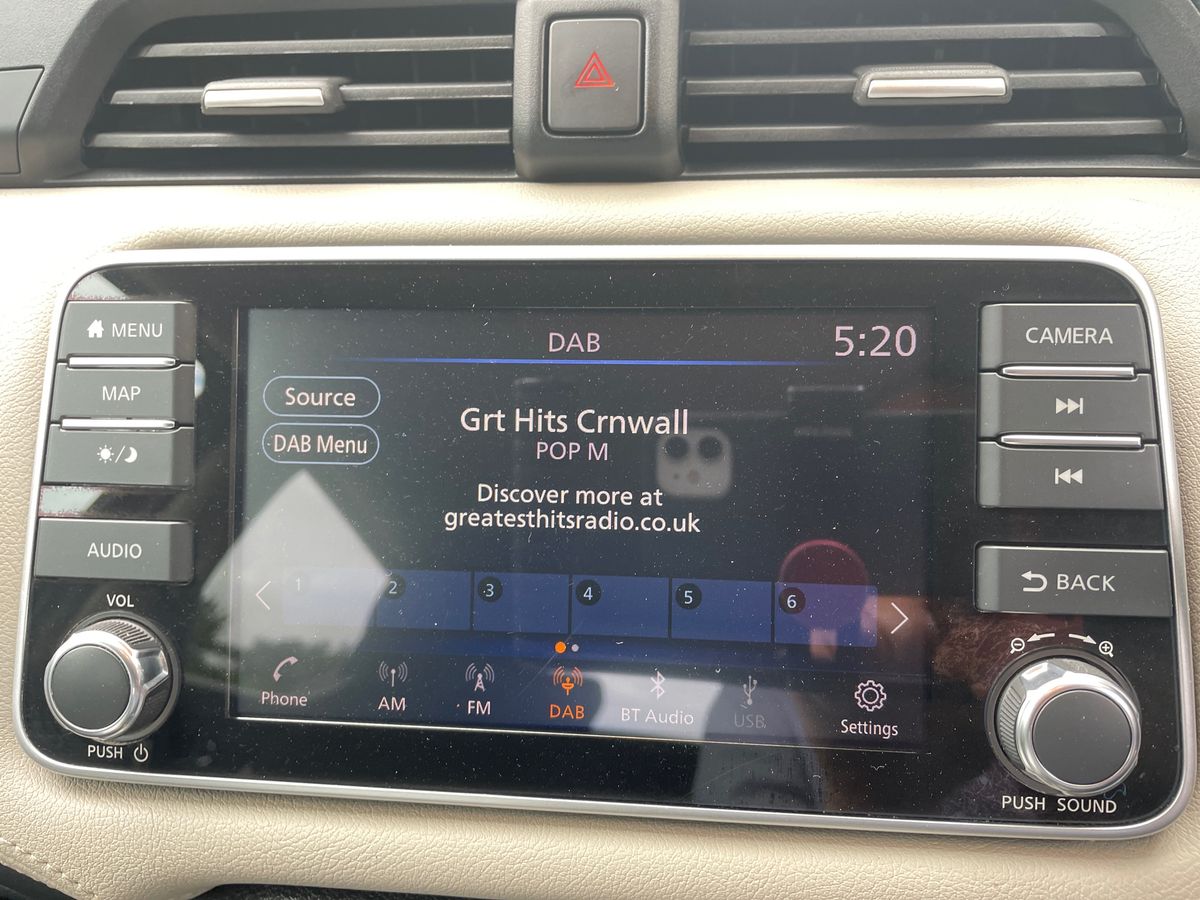 MENU
MAP
AUDIO
VOL
PUSH
DAB
5:20
Source
DAB Menu
Grt Hits Crnwall
POP M
Discover more at
greatesthitsradio.co.uk
1 2 3 4 5 6
Phone AM FM DAB BT Audio USB Settings
CAMERA
BACK
PUSH SOUND